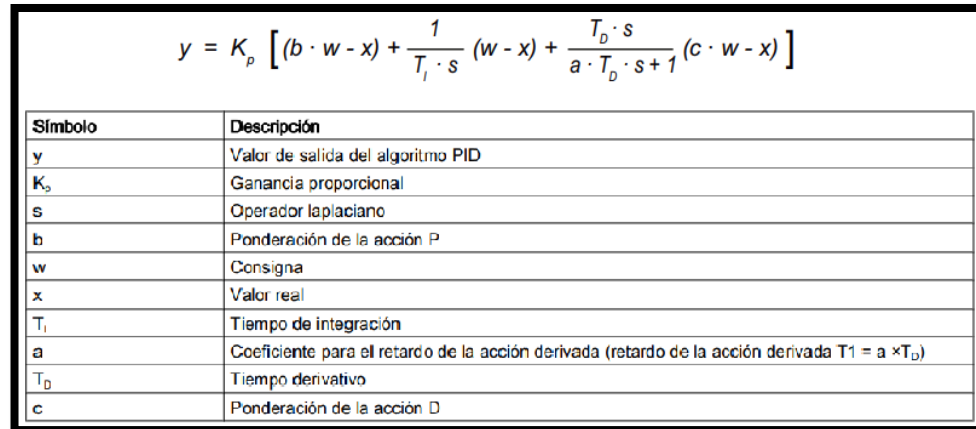 y = K_p [(b · w - x) + 1 / (T_I · s) (w - x) + (T_D · s) / (a · T_D · s + 1) (c · w - x)]
Símbolo Descripción
y Valor de salida del algoritmo PID
K_p Ganancia proporcional
s Operador laplaciano
b Ponderación de la acción P
w Consigna
x Valor real
T_I Tiempo de integración
a Coeficiente para el retardo de la acción derivada (retardo de la acción derivada T1 = a ×T_D)
T_D Tiempo derivativo
c Ponderación de la acción D